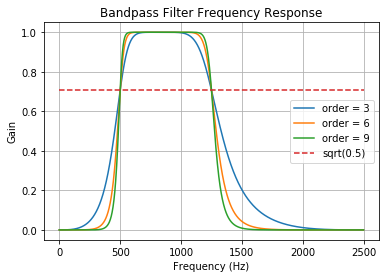 Bandpass Filter Frequency Response
Gain
1.0
0.8
0.6
0.4
0.2
0.0
order = 3
order = 6
order = 9
sqrt(0.5)
0 500 1000 1500 2000 2500
Frequency (Hz)